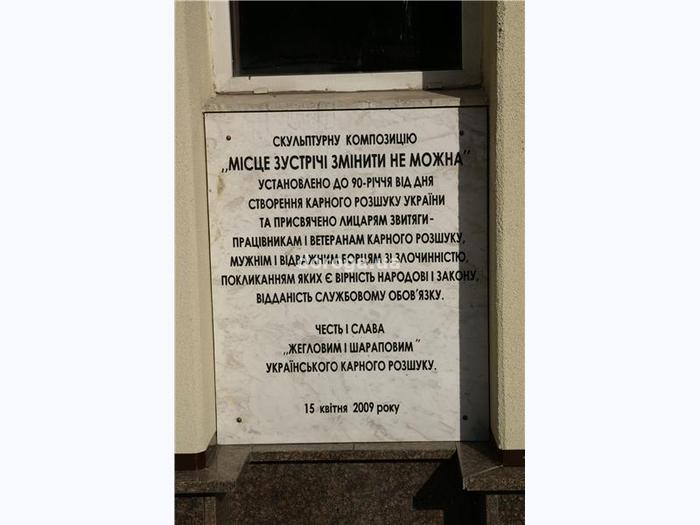 СКУЛЬПТУРНУ КОМПОЗИЦІЮ
„МІСЦЕ ЗУСТРІЧІ ЗМІНИТИ НЕ МОЖНА"
УСТАНОВЛЕНО ДО 90-РІЧЧЯ ВІД ДНЯ
СТВОРЕННЯ КАРНОГО РОЗШУКУ УКРАЇНИ
ТА ПРИСВЯЧЕНО ЛИЦАРЯМ ЗВИТЯГИ-
ПРАЦІВНИКАМ І ВЕТЕРАНАМ КАРНОГО РОЗШУКУ,
МУЖНІМ І ВІДВАЖНИМ БОРЦЯМ ЗІ ЗЛОЧИННІСТЮ,
doroga.ua
ПОКЛИКАННЯМ ЯКИХ Є ВІРНІСТЬ НАРОДОВІ І ЗАКОНУ,
ВІДДАНІСТЬ СЛУЖБОВОМУ ОБОВ'ЯЗКУ.
ЧЕСТЬ І СЛАВА
„ЖЕГЛОВИМ І ШАРАПОВИМ"
УКРАЇНСЬКОГО КАРНОГО РОЗШУКУ.
15 квітня 2009 року